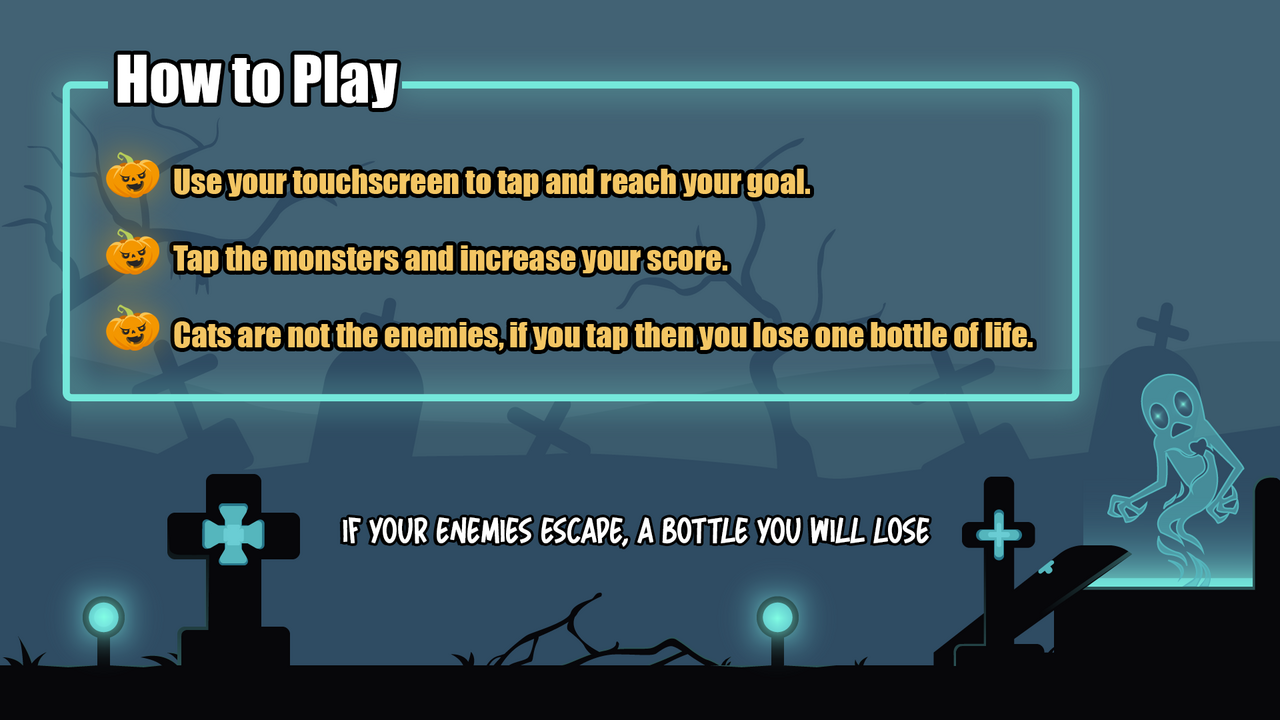 How to Play
Use your touchscreen to tap and reach your goal.
Tap the monsters and increase your score.
Cats are not the enemies, if you tap then you lose one bottle of life.
IF YOUR ENEMIES ESCAPE, A BOTTLE YOU WILL LOSE